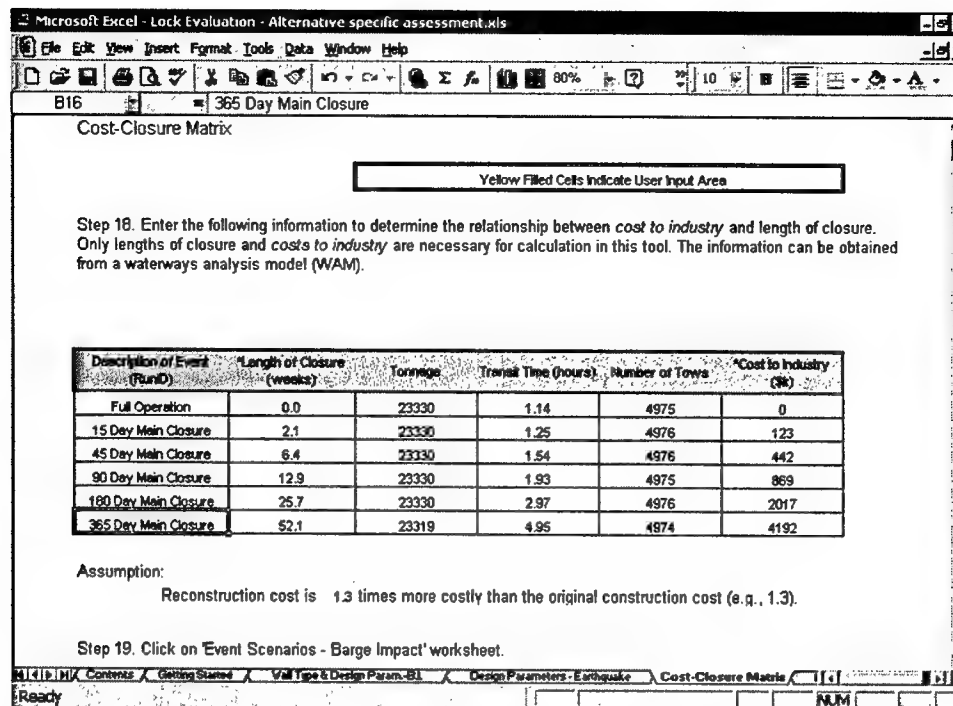 Microsoft Excel - Lock Evaluation - Alternative specific assessment.xls
File Edit View Insert Format Tools Data Window Help
80% 10 B A
B16 = 365 Day Main Closure
Cost-Closure Matrix
Yellow Filled Cells Indicate User Input Area
Step 18. Enter the following information to determine the relationship between cost to industry and length of closure.
Only lengths of closure and costs to industry are necessary for calculation in this tool. The information can be obtained
from a waterways analysis model (WAM).
Description of Event (RunID) *Length of Closure (weeks) Tonnage Transit Time (hours) Number of Tows *Cost to Industry ($k)
Full Operation 0.0 23330 1.14 4975 0
15 Day Main Closure 2.1 23330 1.25 4976 123
45 Day Main Closure 6.4 23330 1.54 4976 442
90 Day Main Closure 12.9 23330 1.93 4975 869
180 Day Main Closure 25.7 23330 2.97 4976 2017
365 Day Main Closure 52.1 23319 4.95 4974 4192
Assumption:
Reconstruction cost is 1.3 times more costly than the original construction cost (e.g., 1.3).
Step 19. Click on 'Event Scenarios - Barge Impact' worksheet.
Contents Getting Started Wall Type & Design Param.-B.I. Design Parameters - Earthquake Cost-Closure Matrix
Ready NUM